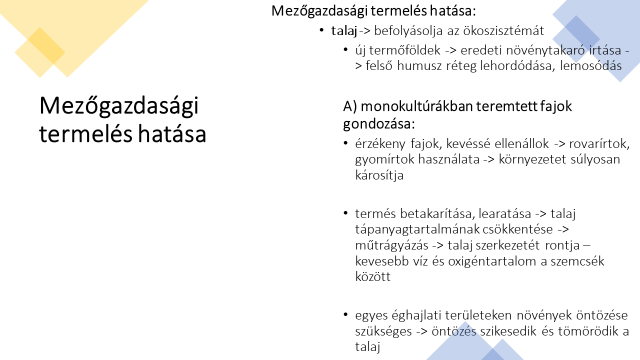 Mezőgazdasági
termelés hatása
Mezőgazdasági termelés hatása:
• talaj -> befolyásolja az ökoszisztémát
• új termőföldek -> eredeti növénytakaró irtása -
> felső humusz réteg lehordódása, lemosódás
A) monokultúrákban teremtett fajok
gondozása:
• érzékeny fajok, kevéssé ellenállok -> rovarírtok,
gyomírtok használata -> környezetet súlyosan
károsítja
• termés betakarítása, learatása -> talaj
tápanyagtartalmának csökkentése ->
műtrágyázás -> talaj szerkezetét rontja –
kevesebb víz és oxigéntartalom a szemcsék
között
• egyes éghajlati területeken növények öntözése
szükséges -> öntözés szikesedik és tömörödik a
talaj